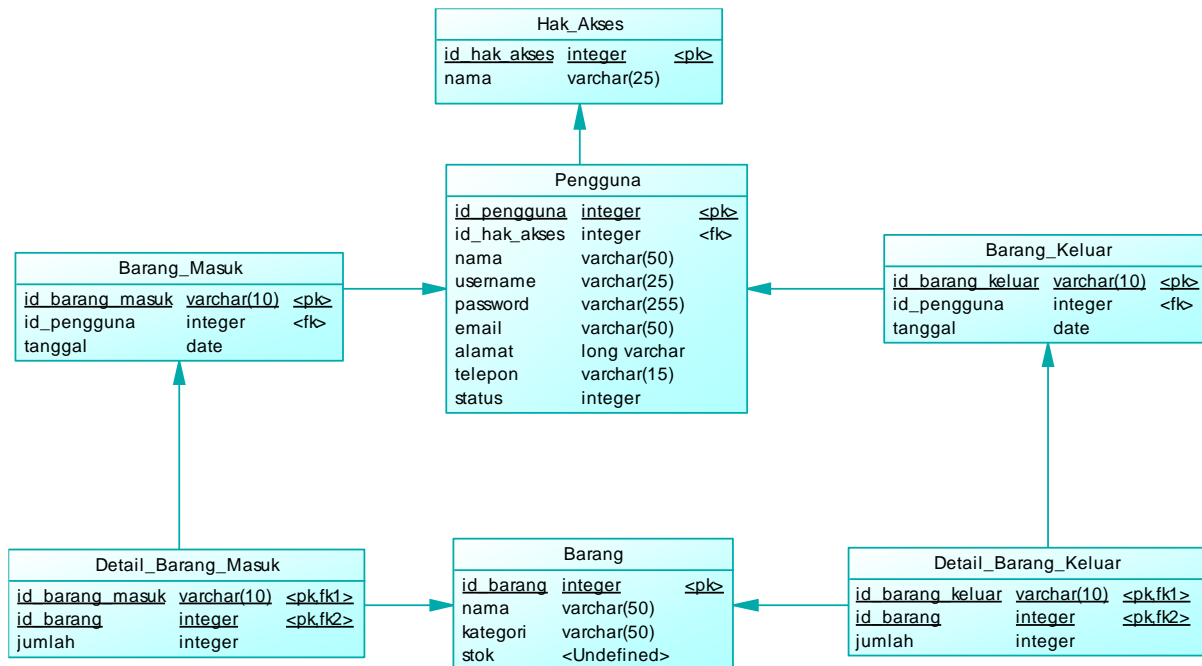 Hak_Akses
id_hak_akses integer <pk>
nama varchar(25)
Pengguna
id_pengguna integer <pk>
id_hak_akses integer <fk>
nama varchar(50)
username varchar(25)
password varchar(255)
email varchar(50)
alamat long varchar
telepon varchar(15)
status integer
Barang_Masuk
id_barang_masuk varchar(10) <pk>
id_pengguna integer <fk>
tanggal date
Barang_Keluar
id_barang_keluar varchar(10) <pk>
id_pengguna integer <fk>
tanggal date
Detail_Barang_Masuk
id_barang_masuk varchar(10) <pk,fk1>
id_barang integer <pk,fk2>
jumlah integer
Barang
id_barang integer <pk>
nama varchar(50)
kategori varchar(50)
stok <Undefined>
Detail_Barang_Keluar
id_barang_keluar varchar(10) <pk,fk1>
id_barang integer <pk,fk2>
jumlah integer